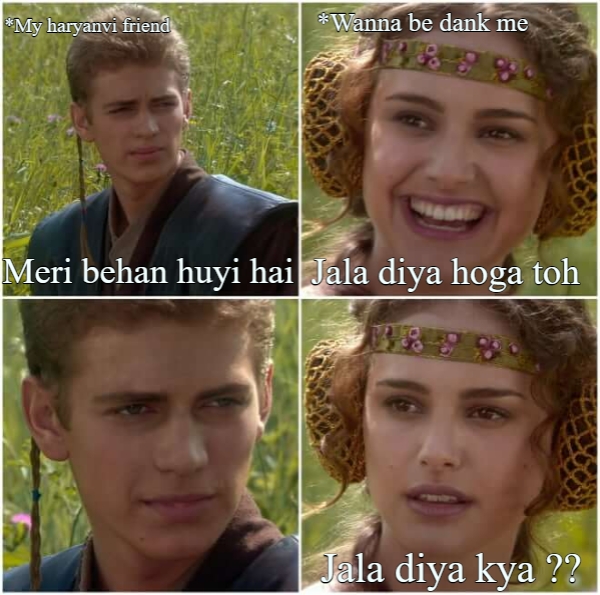 *My haryanvi friend
*Wanna be dank me
Meri behan huyi hai
Jala diya hoga toh
Jala diya kya ??